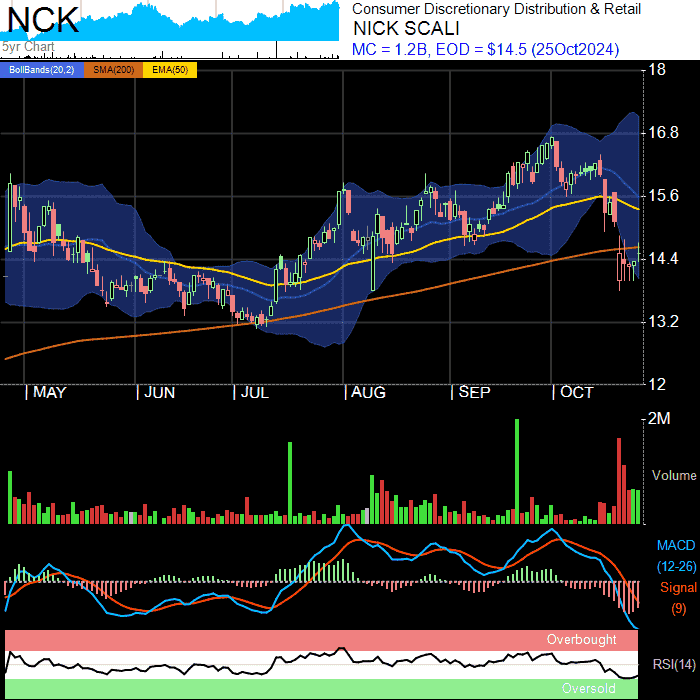 NCK
Consumer Discretionary Distribution & Retail
NICK SCALI
5yr Chart
MC = 1.2B, EOD = $14.5 (25Oct2024)
BollBands(20,2) SMA(200) EMA(50)
18
16.8
15.6
14.4
13.2
12
MAY JUN JUL AUG SEP OCT
2M
Volume
MACD
(12-26)
Signal
(9)
Overbought
RSI(14)
Oversold